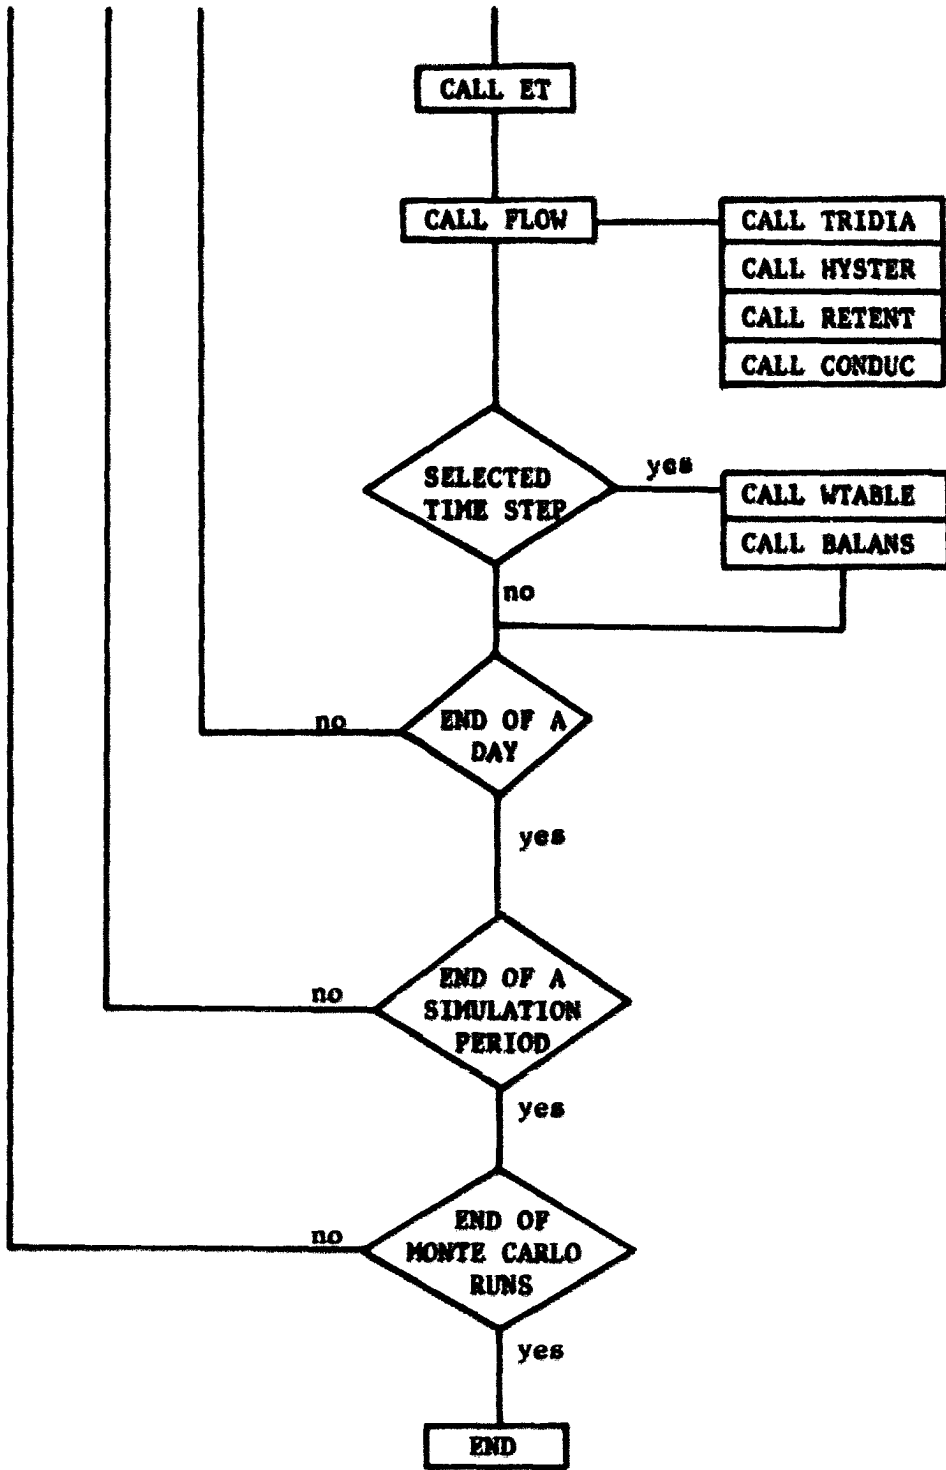 CALL ET
CALL FLOW
CALL TRIDIA
CALL HYSTER
CALL RETENT
CALL CONDUC
SELECTED
TIME STEP
yes
CALL WTABLE
CALL BALANS
no
no
END OF A
DAY
yes
no
END OF A
SIMULATION
PERIOD
yes
no
END OF
MONTE CARLO
RUNS
yes
END